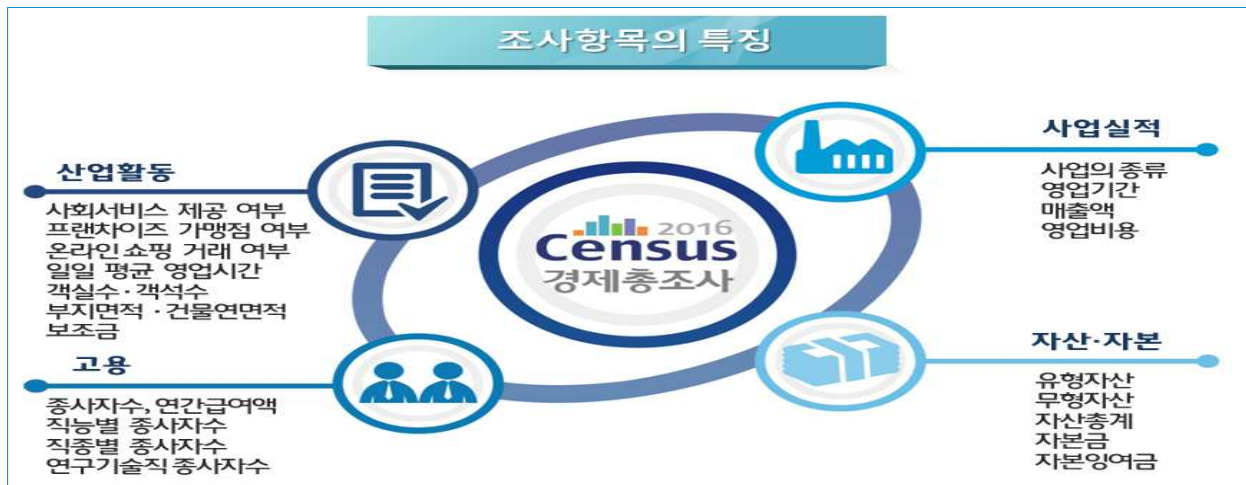 조사항목의 특징
산업활동
사회서비스 제공 여부
프랜차이즈 가맹점 여부
온라인 쇼핑 거래 여부
일일 평균 영업시간
객실수·객석수
부지면적·건물연면적
보조금
고용
종사자수, 연간급여액
직능별 종사자수
직종별 종사자수
연구기술직 종사자수
2016
Census
경제총조사
사업실적
사업의 종류
영업기간
매출액
영업비용
자산·자본
유형자산
무형자산
자산총계
자본금
자본잉여금